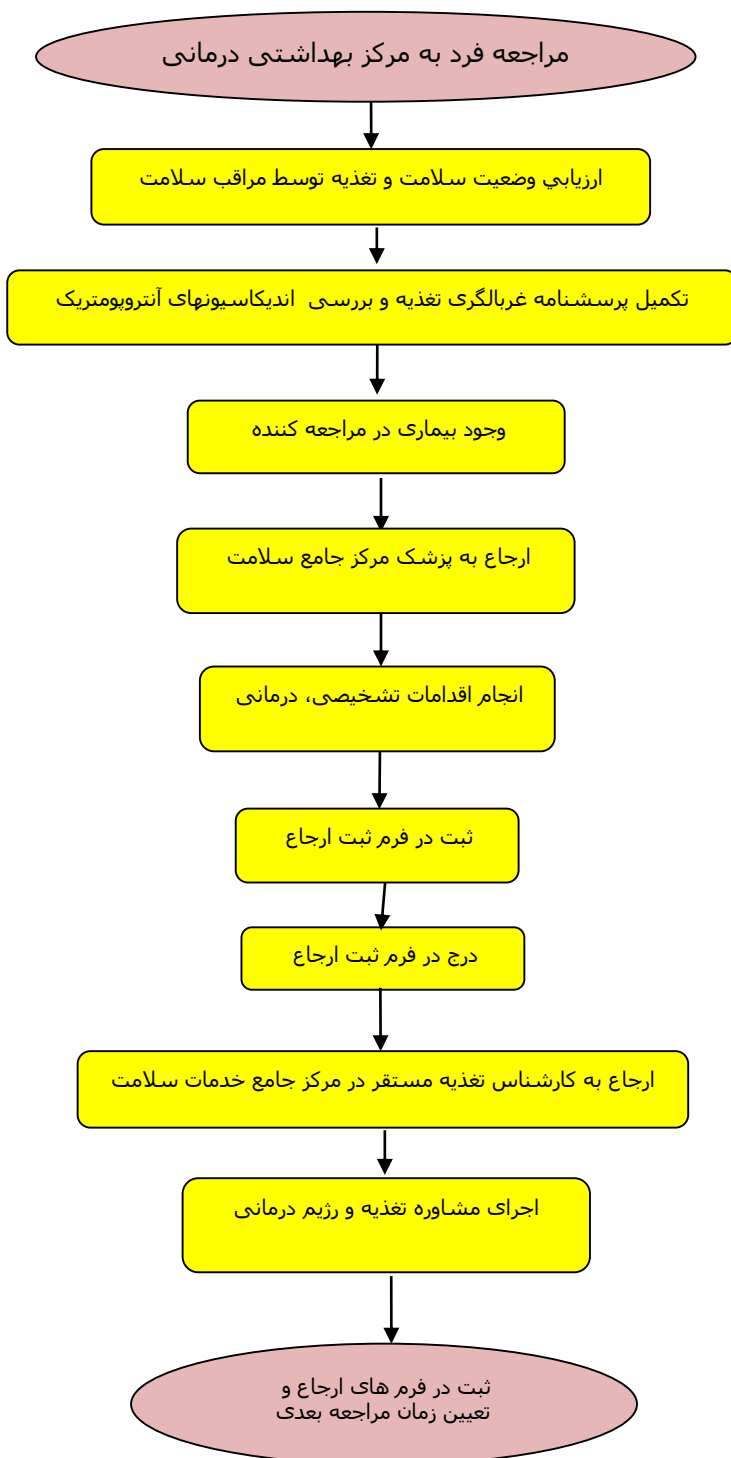 مراجعه فرد به مرکز بهداشتی درمانی
ارزيابي وضعیت سلامت و تغذیه توسط مراقب سلامت
تکمیل پرسشنامه غربالگری تغذیه و بررسی اندیکاسیونهای آنتروپومتریک
وجود بیماری در مراجعه کننده
ارجاع به پزشک مرکز جامع سلامت
انجام اقدامات تشخیصی، درمانی
ثبت در فرم ثبت ارجاع
درج در فرم ثبت ارجاع
ارجاع به کارشناس تغذیه مستقر در مرکز جامع خدمات سلامت
اجرای مشاوره تغذیه و رژیم درمانی
ثبت در فرم های ارجاع و
تعیین زمان مراجعه بعدی